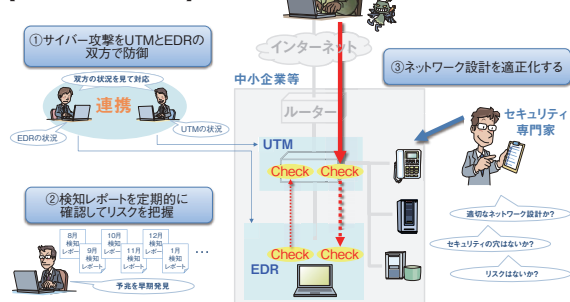 ①サイバー攻撃をUTMとEDRの
双方で防御
双方の状況を見て対応
連携
EDRの状況
UTMの状況
②検知レポートを定期的に
確認してリスクを把握
8月
検知
レポート
9月
検知
レポート
10月
検知
レポート
11月
検知
レポート
12月
検知
レポート
1月
検知
レポート
…
予兆を早期発見
インターネット
中小企業等
ルーター
UTM
Check Check
Check Check
EDR
③ネットワーク設計を適正化する
セキュリティ
専門家
適切なネットワーク設計か?
セキュリティの穴はないか?
リスクはないか?